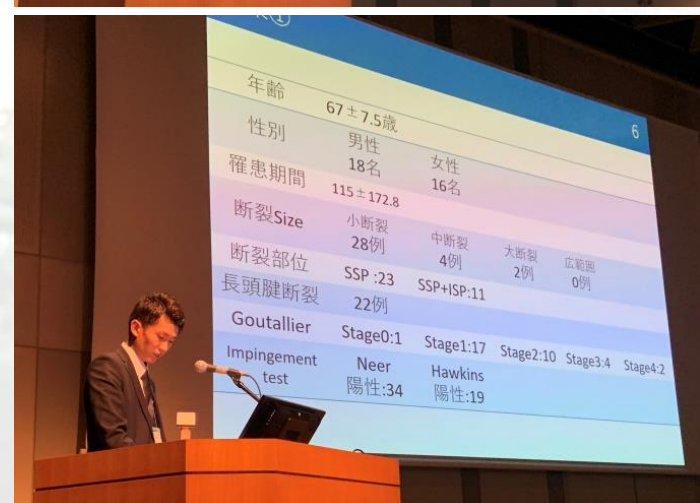 6
年齢 67±7.5歳
性別 男性 女性
18名 16名
罹患期間 115±172.8
断裂Size 小断裂 中断裂 大断裂 広範囲
28例 4例 2例 0例
断裂部位 SSP :23 SSP+ISP:11
長頭腱断裂 22例
Goutallier Stage0:1 Stage1:17 Stage2:10 Stage3:4 Stage4:2
Impingement Neer Hawkins
test 陽性:34 陽性:19